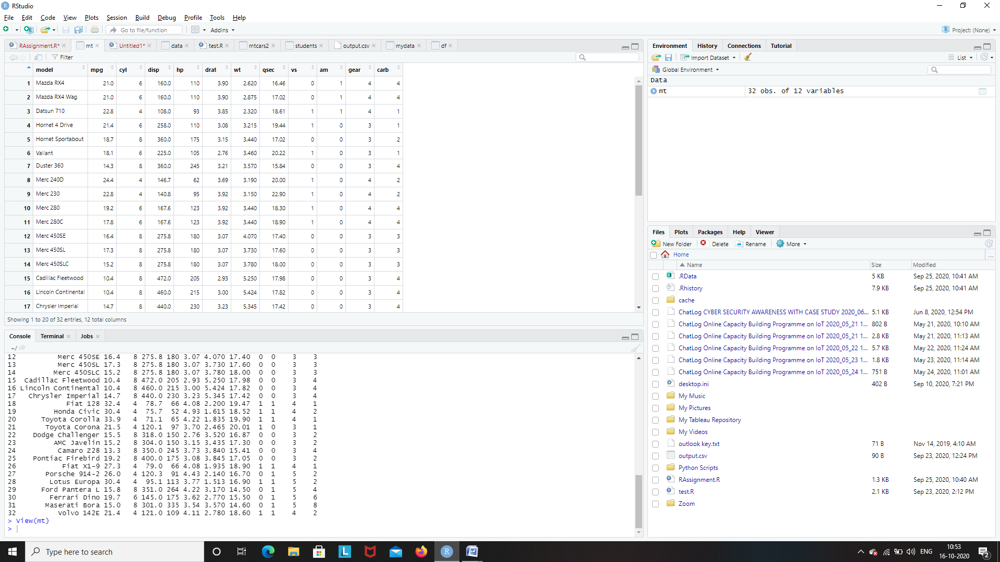 RStudio
File Edit Code View Plots Session Build Debug Profile Tools Help
Go to file/function Addins Project: (None)
RAssignment.R* mt Untitled1* data test.R mtcars2 students output.csv mydata df
Filter
model mpg cyl disp hp drat wt qsec vs am gear carb
1 Mazda RX4 21.0 6 160.0 110 3.90 2.620 16.46 0 1 4 4
2 Mazda RX4 Wag 21.0 6 160.0 110 3.90 2.875 17.02 0 1 4 4
3 Datsun 710 22.8 4 108.0 93 3.85 2.320 18.61 1 1 4 1
4 Hornet 4 Drive 21.4 6 258.0 110 3.08 3.215 19.44 1 0 3 1
5 Hornet Sportabout 18.7 8 360.0 175 3.15 3.440 17.02 0 0 3 2
6 Valiant 18.1 6 225.0 105 2.76 3.460 20.22 1 0 3 1
7 Duster 360 14.3 8 360.0 245 3.21 3.570 15.84 0 0 3 4
8 Merc 240D 24.4 4 146.7 62 3.69 3.190 20.00 1 0 4 2
9 Merc 230 22.8 4 140.8 95 3.92 3.150 22.90 1 0 4 2
10 Merc 280 19.2 6 167.6 123 3.92 3.440 18.30 1 0 4 4
11 Merc 280C 17.8 6 167.6 123 3.92 3.440 18.90 1 0 4 4
12 Merc 450SE 16.4 8 275.8 180 3.07 4.070 17.40 0 0 3 3
13 Merc 450SL 17.3 8 275.8 180 3.07 3.730 17.60 0 0 3 3
14 Merc 450SLC 15.2 8 275.8 180 3.07 3.780 18.00 0 0 3 3
15 Cadillac Fleetwood 10.4 8 472.0 205 2.93 5.250 17.98 0 0 3 4
16 Lincoln Continental 10.4 8 460.0 215 3.00 5.424 17.82 0 0 3 4
17 Chrysler Imperial 14.7 8 440.0 230 3.23 5.345 17.42 0 0 3 4
Showing 1 to 20 of 32 entries, 12 total columns
Console Terminal Jobs
~/
12 Merc 450SE 16.4 8 275.8 180 3.07 4.070 17.40 0 0 3 3
13 Merc 450SL 17.3 8 275.8 180 3.07 3.730 17.60 0 0 3 3
14 Merc 450SLC 15.2 8 275.8 180 3.07 3.780 18.00 0 0 3 3
15 Cadillac Fleetwood 10.4 8 472.0 205 2.93 5.250 17.98 0 0 3 4
16 Lincoln Continental 10.4 8 460.0 215 3.00 5.424 17.82 0 0 3 4
17 Chrysler Imperial 14.7 8 440.0 230 3.23 5.345 17.42 0 0 3 4
18 Fiat 128 32.4 4 78.7 66 4.08 2.200 19.47 1 1 4 1
19 Honda Civic 30.4 4 75.7 52 4.93 1.615 18.52 1 1 4 2
20 Toyota Corolla 33.9 4 71.1 65 4.22 1.835 19.90 1 1 4 1
21 Toyota Corona 21.5 4 120.1 97 3.70 2.465 20.01 1 0 3 1
22 Dodge Challenger 15.5 8 318.0 150 2.76 3.520 16.87 0 0 3 2
23 AMC Javelin 15.2 8 304.0 150 3.15 3.435 17.30 0 0 3 2
24 Camaro Z28 13.3 8 350.0 245 3.73 3.840 15.41 0 0 3 4
25 Pontiac Firebird 19.2 8 400.0 175 3.08 3.845 17.05 0 0 3 2
26 Fiat X1-9 27.3 4 79.0 66 4.08 1.935 18.90 1 1 4 1
27 Porsche 914-2 26.0 4 120.3 91 4.43 2.140 16.70 0 1 5 2
28 Lotus Europa 30.4 4 95.1 113 3.77 1.513 16.90 1 1 5 2
29 Ford Pantera L 15.8 8 351.0 264 4.22 3.170 14.50 0 1 5 4
30 Ferrari Dino 19.7 6 145.0 175 3.62 2.770 15.50 0 1 5 6
31 Maserati Bora 15.0 8 301.0 335 3.54 3.570 14.60 0 1 5 8
32 Volvo 142E 21.4 4 121.0 109 4.11 2.780 18.60 1 1 4 2
> View(mt)
>
Environment History Connections Tutorial
Import Dataset List
Global Environment
Data
mt 32 obs. of 12 variables
Files Plots Packages Help Viewer
New Folder Delete Rename More
Home ...
Name Size Modified
.RData 5 KB Sep 25, 2020, 10:41 AM
.Rhistory 7.9 KB Sep 25, 2020, 10:41 AM
cache
ChatLog CYBER SECURITY AWARENESS WITH CASE STUDY 2020_06... 5.1 KB Jun 8, 2020, 12:54 PM
ChatLog Online Capacity Building Programme on IoT 2020_05_21 1... 802 B May 21, 2020, 10:10 AM
ChatLog Online Capacity Building Programme on IoT 2020_05_21 1... 2.8 KB May 21, 2020, 11:13 AM
ChatLog Online Capacity Building Programme on IoT 2020_05_22 1... 5.7 KB May 22, 2020, 11:24 AM
ChatLog Online Capacity Building Programme on IoT 2020_05_23 1... 1.8 KB May 23, 2020, 11:14 AM
ChatLog Online Capacity Building Programme on IoT 2020_05_24 1... 751 B May 24, 2020, 11:01 AM
desktop.ini 402 B Sep 10, 2020, 7:21 PM
My Music
My Pictures
My Tableau Repository
My Videos
outlook key.txt 71 B Nov 14, 2019, 4:10 AM
output.csv 90 B Sep 23, 2020, 12:24 PM
Python Scripts
RAssignment.R 1.3 KB Sep 25, 2020, 10:40 AM
test.R 2.1 KB Sep 23, 2020, 2:12 PM
Zoom
Type here to search
ENG
10:53
16-10-2020
2